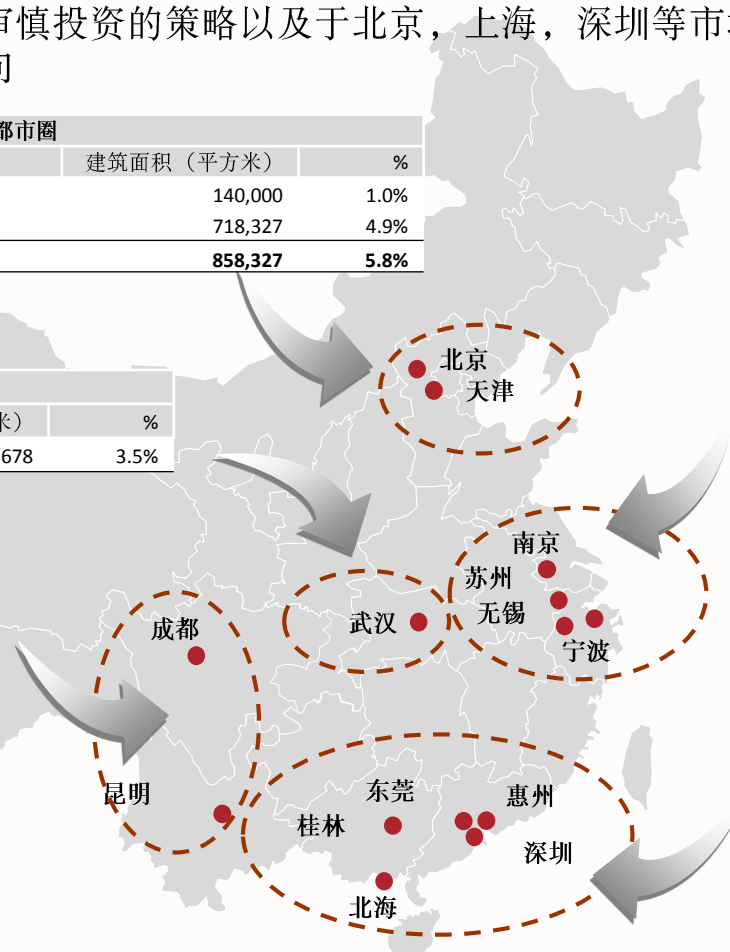 审慎投资的策略以及于北京，上海，深圳等市场
都市圈
建筑面积（平方米） %
140,000 1.0%
718,327 4.9%
858,327 5.8%
北京
天津
米） %
678 3.5%
南京
苏州
无锡
宁波
武汉
成都
昆明
东莞
惠州
桂林
深圳
北海